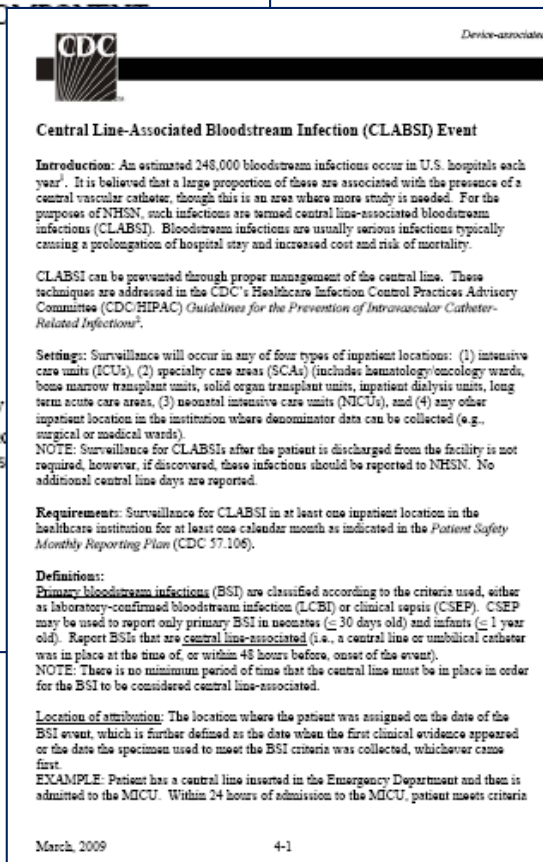 CDC
Device-associated
Central Line-Associated Bloodstream Infection (CLABSI) Event
Introduction: An estimated 248,000 bloodstream infections occur in U.S. hospitals each
year¹. It is believed that a large proportion of these are associated with the presence of a
central vascular catheter, though this is an area where more study is needed. For the
purposes of NHSN, such infections are termed central line-associated bloodstream
infections (CLABSI). Bloodstream infections are usually serious infections typically
causing a prolongation of hospital stay and increased cost and risk of mortality.
CLABSI can be prevented through proper management of the central line. These
techniques are addressed in the CDC's Healthcare Infection Control Practices Advisory
Committee (CDC/HIPAC) Guidelines for the Prevention of Intravascular Catheter-
Related Infections².
Settings: Surveillance will occur in any of four types of inpatient locations: (1) intensive
care units (ICUs), (2) specialty care areas (SCAs) (includes hematology/oncology wards,
bone marrow transplant units, solid organ transplant units, inpatient dialysis units, long
term acute care areas, (3) neonatal intensive care units (NICUs), and (4) any other
inpatient location in the institution where denominator data can be collected (e.g.,
surgical or medical wards).
NOTE: Surveillance for CLABSIs after the patient is discharged from the facility is not
required, however, if discovered, these infections should be reported to NHSN. No
additional central line days are reported.
Requirements: Surveillance for CLABSI in at least one inpatient location in the
healthcare institution for at least one calendar month as indicated in the Patient Safety
Monthly Reporting Plan (CDC 57.106).
Definitions:
Primary bloodstream infections (BSI) are classified according to the criteria used, either
as laboratory-confirmed bloodstream infection (LCBI) or clinical sepsis (CSEP). CSEP
may be used to report only primary BSI in neonates (≤ 30 days old) and infants (≤ 1 year
old). Report BSIs that are central line-associated (i.e., a central line or umbilical catheter
was in place at the time of, or within 48 hours before, onset of the event).
NOTE: There is no minimum period of time that the central line must be in place in order
for the BSI to be considered central line-associated.
Location of attribution: The location where the patient was assigned on the date of the
BSI event, which is further defined as the date when the first clinical evidence appeared
or the date the specimen used to meet the BSI criteria was collected, whichever came
first.
EXAMPLE: Patient has a central line inserted in the Emergency Department and then is
admitted to the MICU. Within 24 hours of admission to the MICU, patient meets criteria
March, 2009
4-1